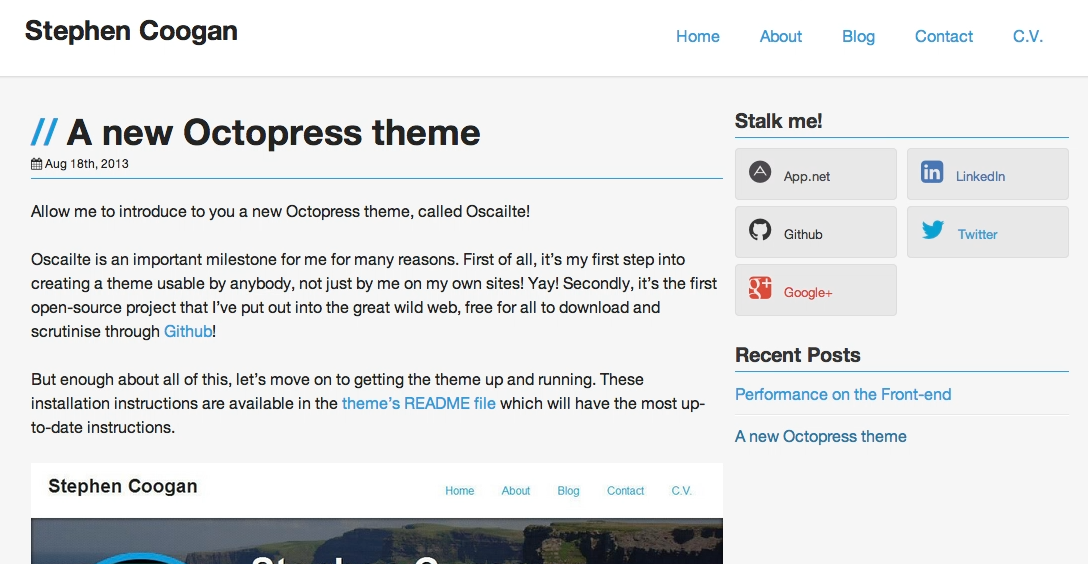 Stephen Coogan
Home About Blog Contact C.V.
// A new Octopress theme
Aug 18th, 2013
Allow me to introduce to you a new Octopress theme, called Oscailte!
Oscailte is an important milestone for me for many reasons. First of all, it’s my first step into
creating a theme usable by anybody, not just by me on my own sites! Yay! Secondly, it’s the first
open-source project that I’ve put out into the great wild web, free for all to download and
scrutinise through Github!
But enough about all of this, let’s move on to getting the theme up and running. These
installation instructions are available in the theme’s README file which will have the most up-
to-date instructions.
Stephen Coogan
Home About Blog Contact C.V.
Stalk me!
App.net
LinkedIn
Github
Twitter
Google+
Recent Posts
Performance on the Front-end
A new Octopress theme